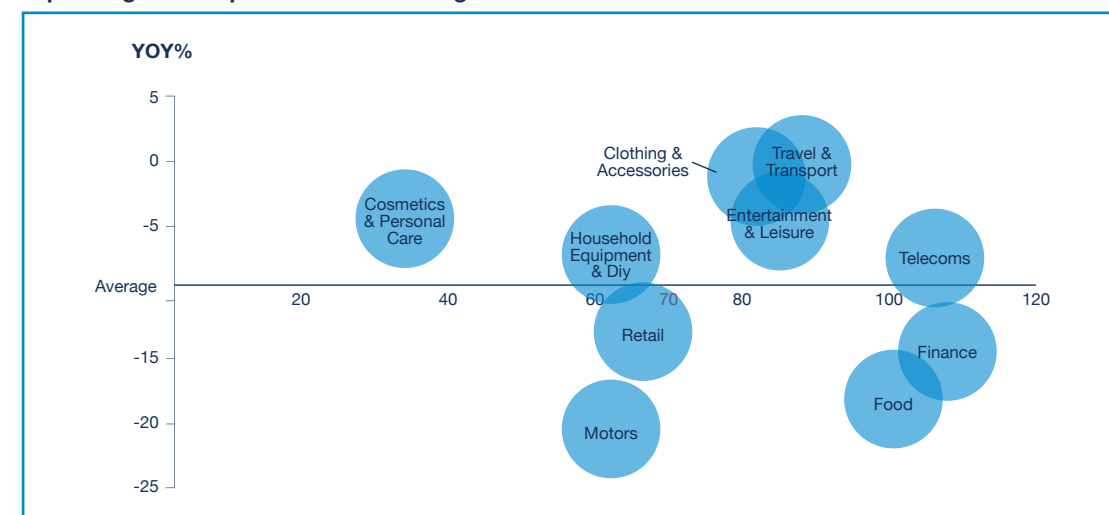 YOY%
5
0
-5
Average
-15
-20
-25
20
40
60
70
80
100
120
Cosmetics
& Personal
Care
Household
Equipment
& Diy
Retail
Motors
Clothing &
Accessories
Travel &
Transport
Entertainment
& Leisure
Telecoms
Finance
Food